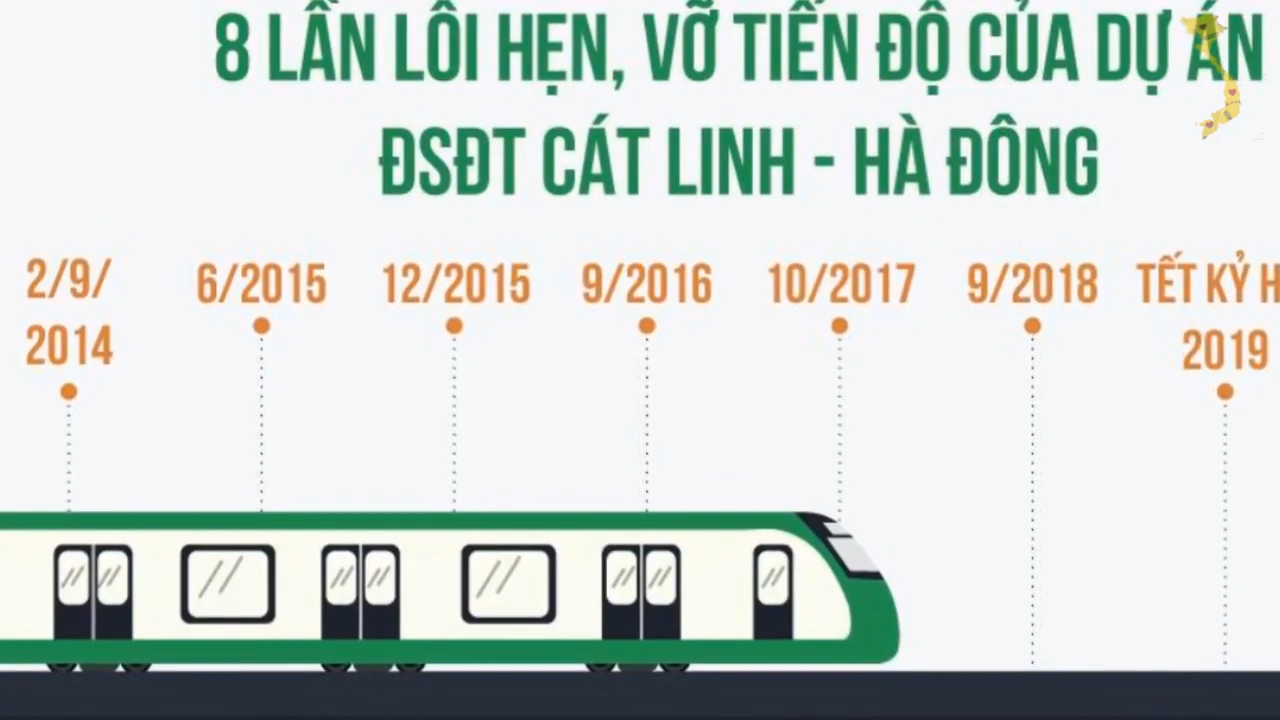 8 LẦN LỖI HẸN, VỠ TIẾN ĐỘ CỦA DỰ ÁN
ĐSĐT CÁT LINH - HÀ ĐÔNG
2/9/
2014
6/2015
12/2015
9/2016
10/2017
9/2018
TẾT KỶ H
2019